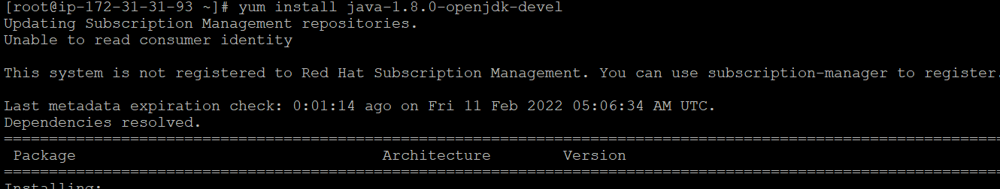 [root@ip-172-31-31-93 ~]# yum install java-1.8.0-openjdk-devel
Updating Subscription Management repositories.
Unable to read consumer identity
This system is not registered to Red Hat Subscription Management. You can use subscription-manager to register.
Last metadata expiration check: 0:01:14 ago on Fri 11 Feb 2022 05:06:34 AM UTC.
Dependencies resolved.
================================================================================================================
Package Architecture Version
================================================================================================================
Installing: